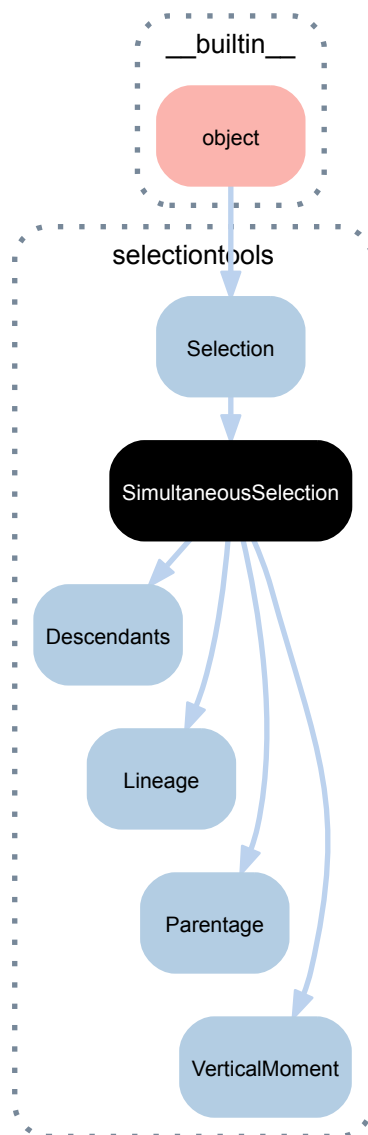 __builtin__
object
selectiontools
Selection
SimultaneousSelection
Descendants
Lineage
Parentage
VerticalMoment